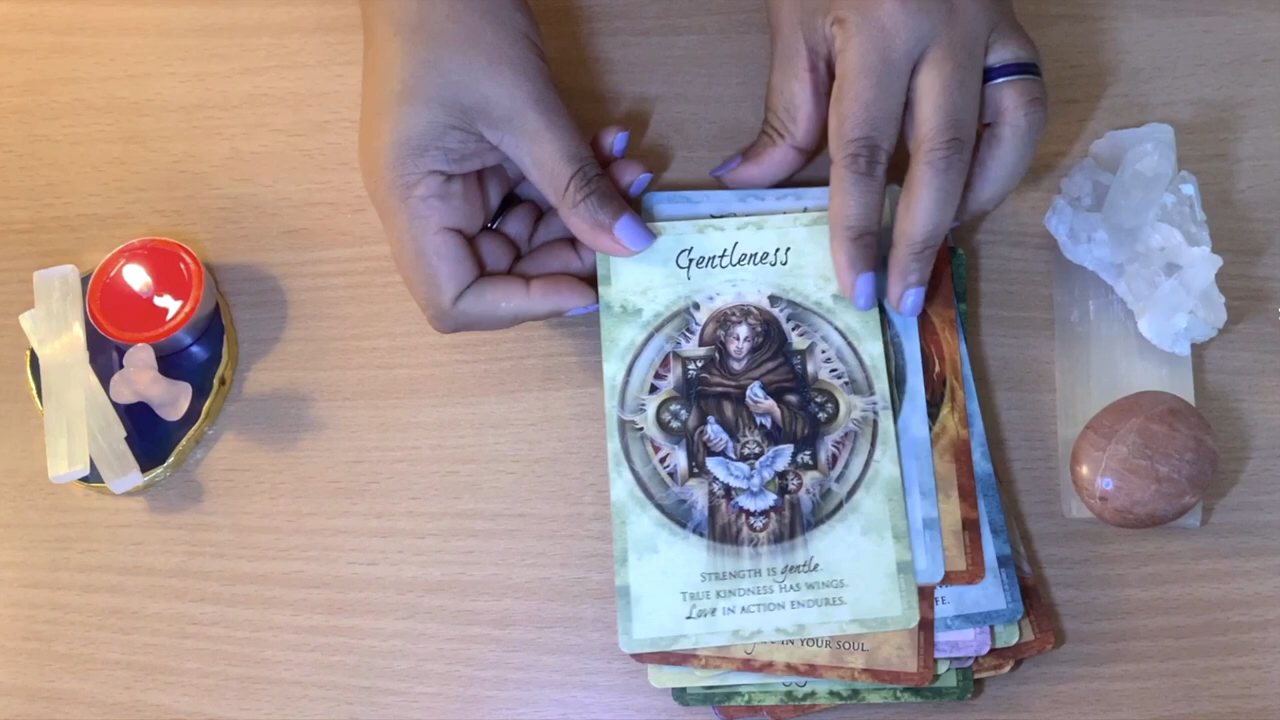 Gentleness
STRENGTH IS gentle.
TRUE KINDNESS HAS WINGS.
Love IN ACTION ENDURES.
FE.
IN YOUR SOUL.